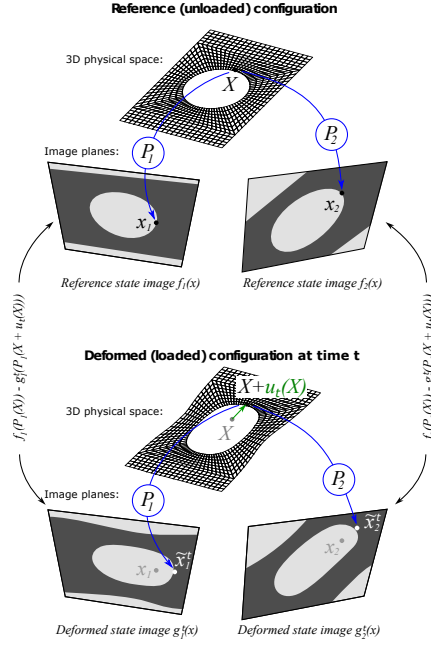 Reference (unloaded) configuration
3D physical space:
X
P₁
P₂
Image planes:
x₁
x₂
Reference state image f₁(x)
Reference state image f₂(x)
f₁(P₁(X)) - g₁ᵗ(P₁(X + uₜ(X)))
f₂(P₂(X)) - g₂ᵗ(P₂(X + uₜ(X)))
Deformed (loaded) configuration at time t
X+uₜ(X)
3D physical space:
X
P₁
P₂
Image planes:
x₁
x̃₁ᵗ
x₂
x̃₂ᵗ
Deformed state image g₁ᵗ(x)
Deformed state image g₂ᵗ(x)